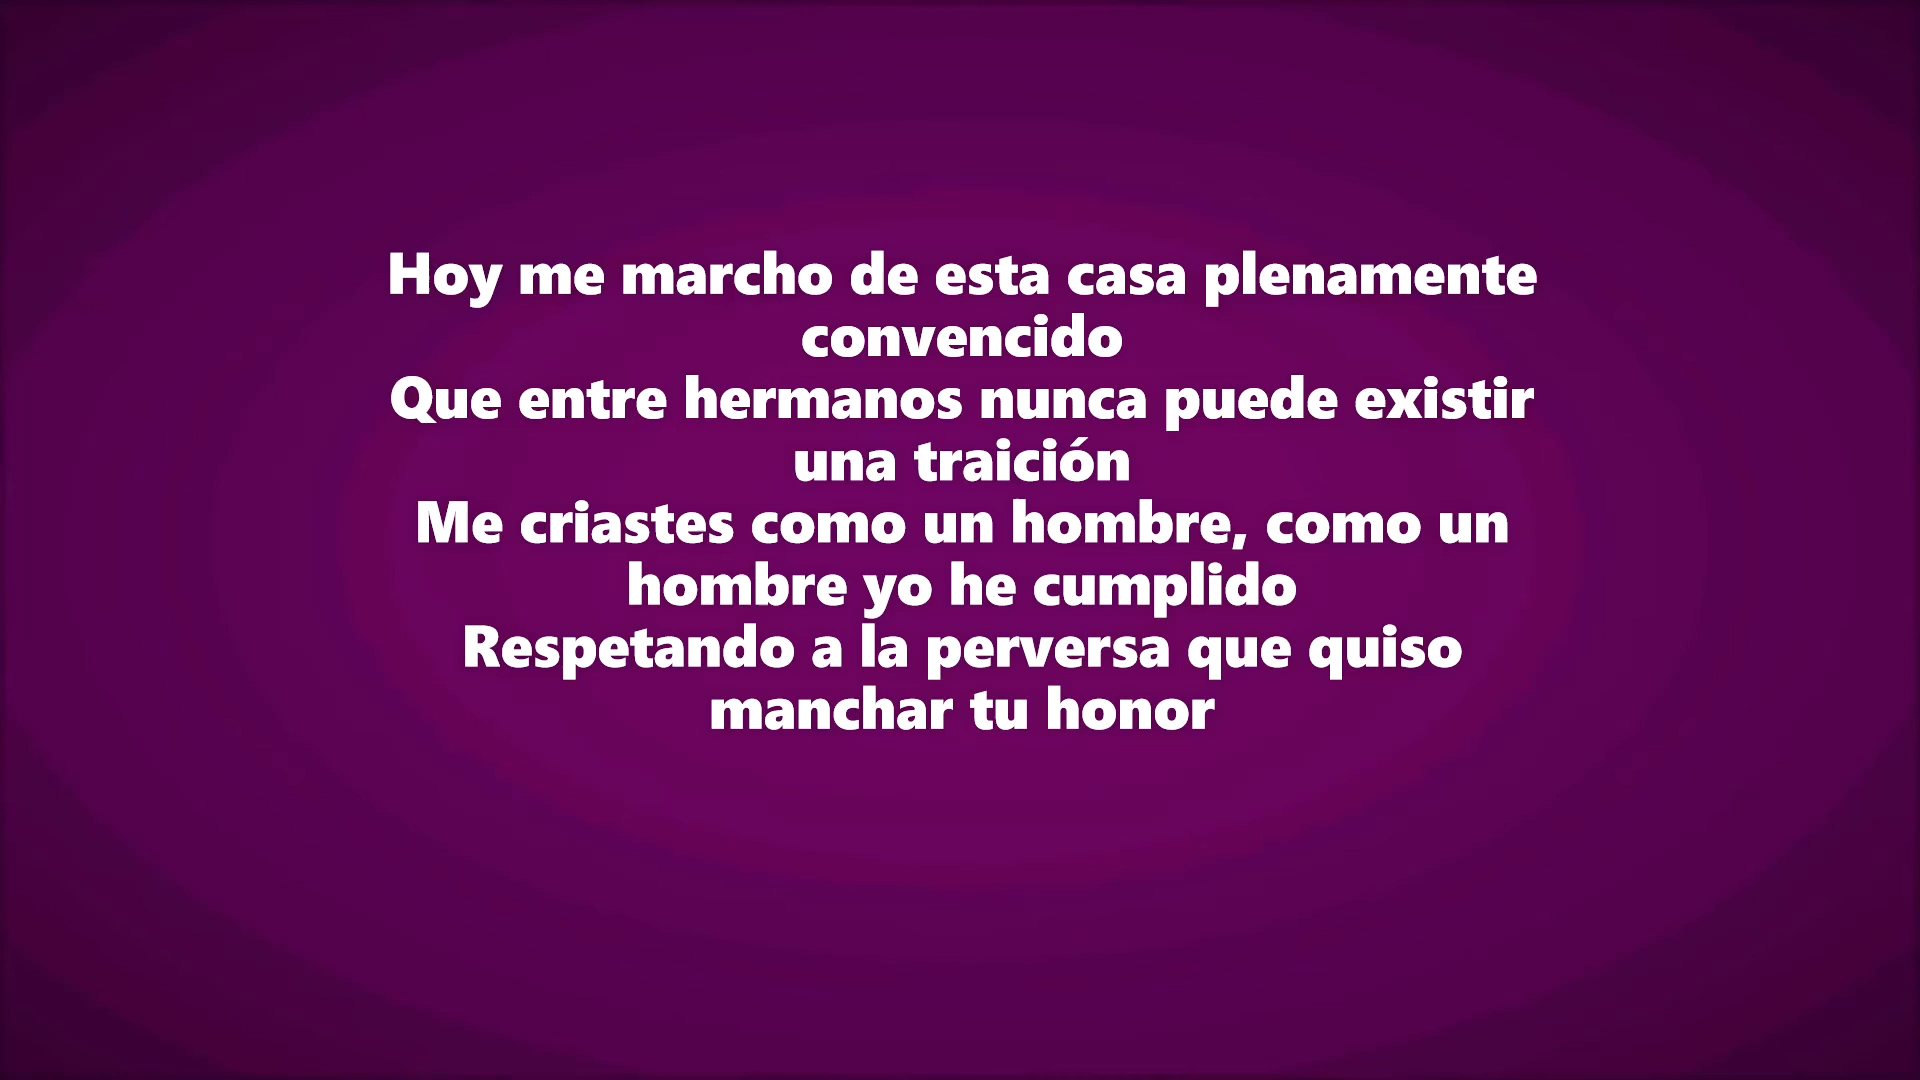 Hoy me marcho de esta casa plenamente
convencido
Que entre hermanos nunca puede existir
una traición
Me criastes como un hombre, como un
hombre yo he cumplido
Respetando a la perversa que quiso
manchar tu honor